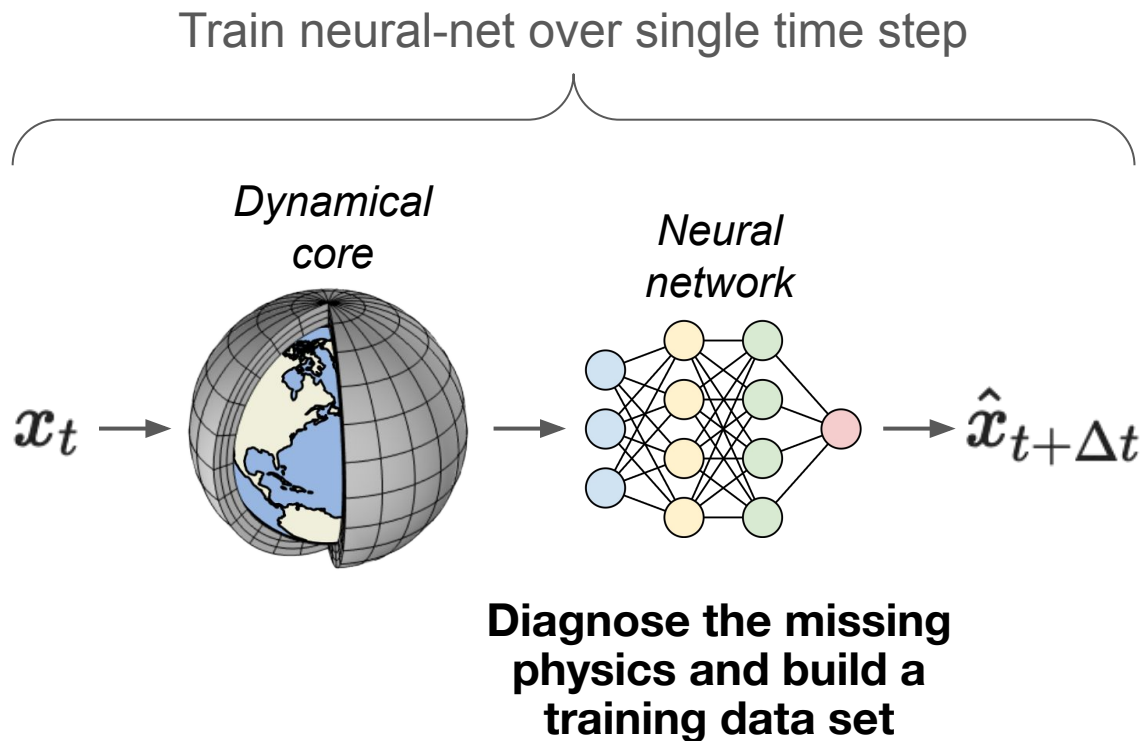 Train neural-net over single time step
Dynamical
core
Neural
network
x_t
x̂_{t+Δt}
Diagnose the missing
physics and build a
training data set